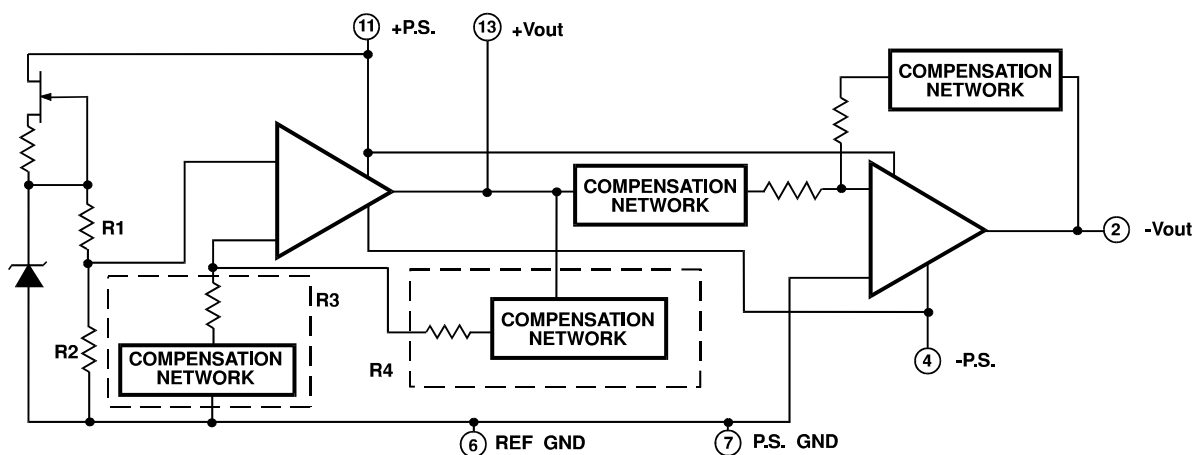 11 +P.S.
13 +Vout
COMPENSATION
NETWORK
COMPENSATION
NETWORK
R1
2 -Vout
R3
COMPENSATION
NETWORK
R2
COMPENSATION
NETWORK
R4
4 -P.S.
6 REF GND
7 P.S. GND